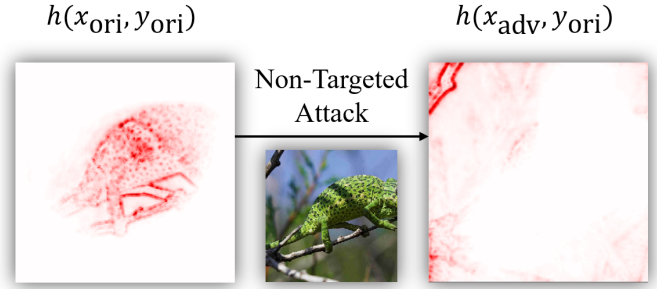 h(x_ori, y_ori)
h(x_adv, y_ori)
Non-Targeted
Attack